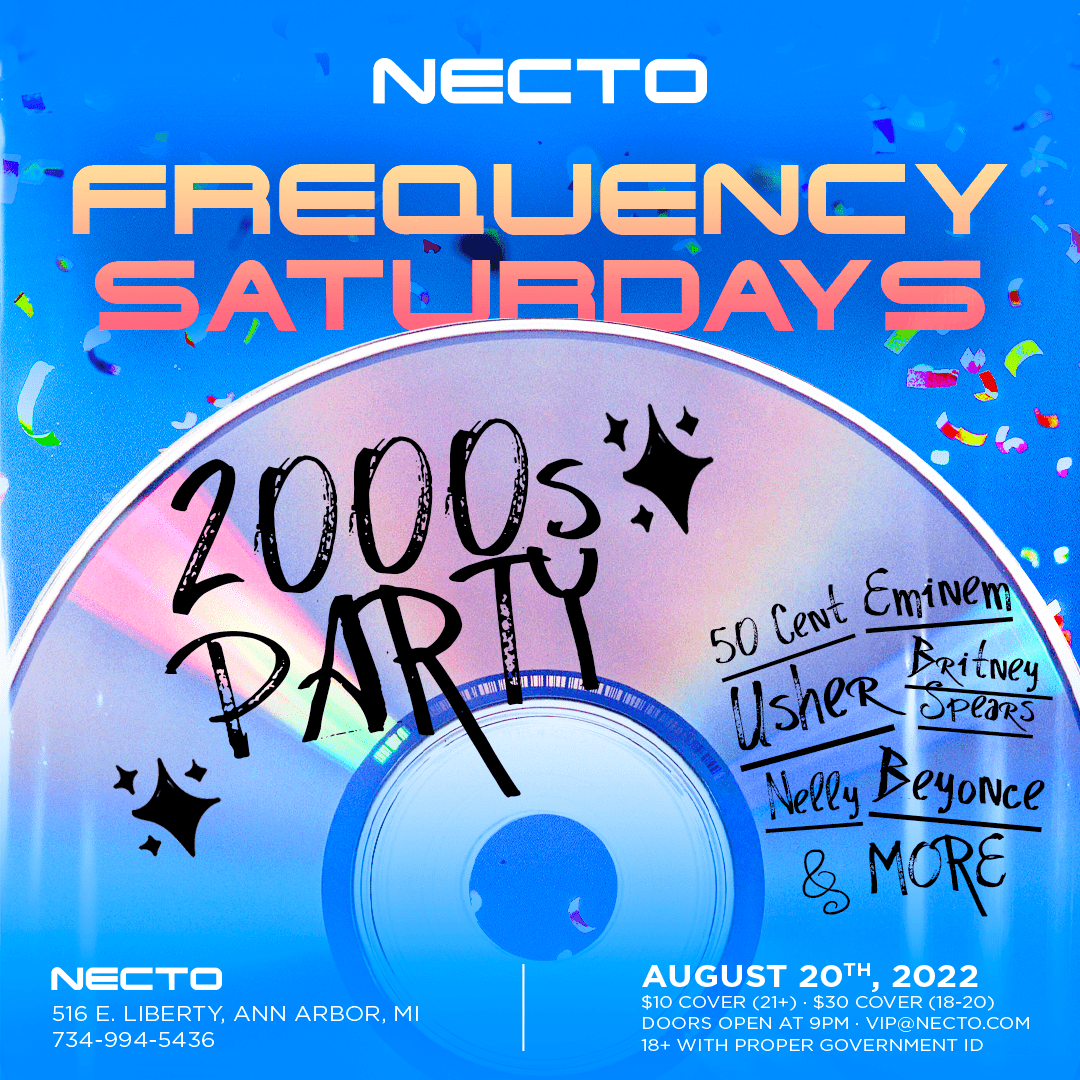 NECTO
FREQUENCY
SATURDAYS
2000s
PARTY
50 Cent Eminem
Usher Britney
Spears
Nelly Beyonce
& MORE
NECTO
516 E. LIBERTY, ANN ARBOR, MI
734-994-5436
AUGUST 20TH, 2022
$10 COVER (21+) · $30 COVER (18-20)
DOORS OPEN AT 9PM · VIP@NECTO.COM
18+ WITH PROPER GOVERNMENT ID